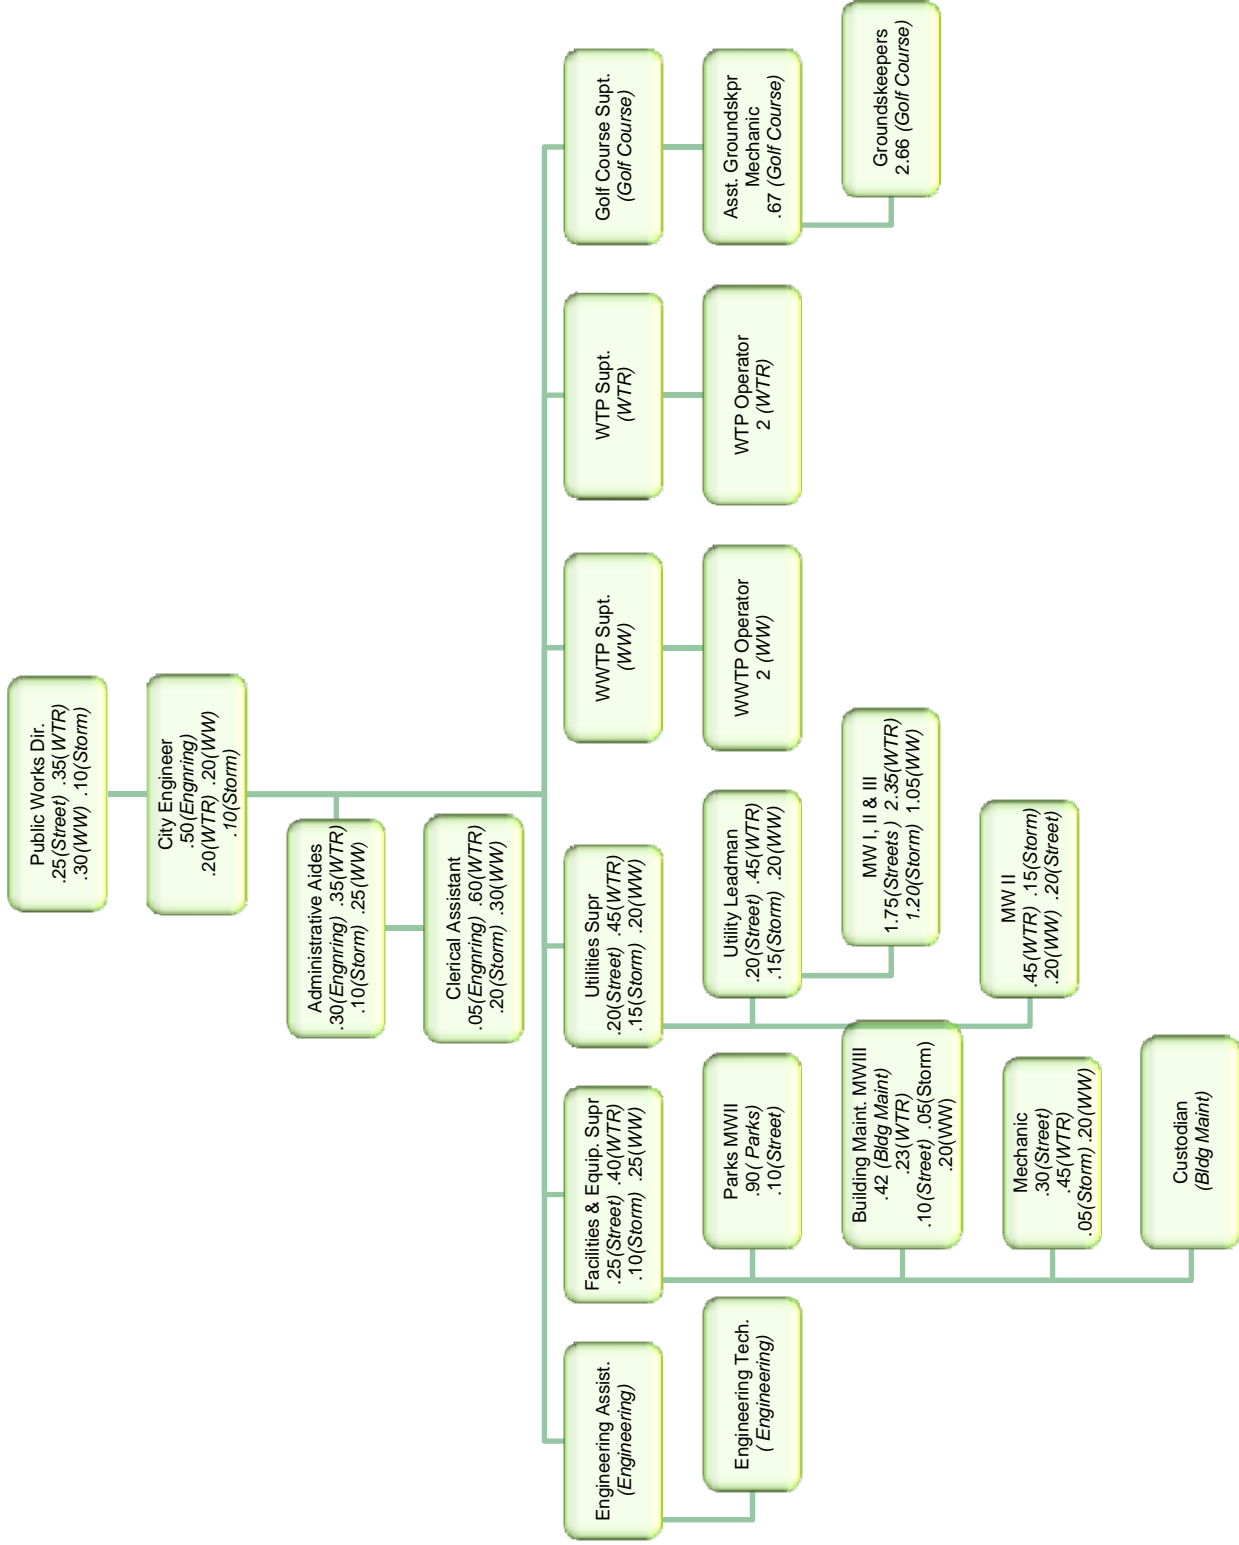 Public Works Dir.
.25(Street) .35(WTR)
.30(WW) .10(Storm)
City Engineer
.50(Engnring)
.20(WTR) .20(WW)
.10(Storm)
Administrative Aides
.30(Engnring) .35(WTR)
.10(Storm) .25(WW)
Clerical Assistant
.05(Engnring) .60(WTR)
.20(Storm) .30(WW)
Engineering Assist.
(Engineering)
Engineering Tech.
( Engineering)
Facilities & Equip. Supr
.25(Street) .40(WTR)
.10(Storm) .25(WW)
Parks MWII
.90( Parks)
.10(Street)
Building Maint. MWIII
.42 (Bldg Maint)
.23(WTR)
.10(Street) .05(Storm)
.20(WW)
Mechanic
.30(Street)
.45(WTR)
.05(Storm) .20(WW)
Custodian
(Bldg Maint)
Utilities Supr
.20(Street) .45(WTR)
.15(Storm) .20(WW)
Utility Leadman
.20(Street) .45(WTR)
.15(Storm) .20(WW)
MW I, II & III
1.75(Streets ) 2.35(WTR)
1.20(Storm) 1.05(WW)
MW II
.45(WTR) .15(Storm)
.20(WW) .20(Street)
WWTP Supt.
(WW)
WWTP Operator
2 (WW)
WTP Supt.
(WTR)
WTP Operator
2 (WTR)
Golf Course Supt.
(Golf Course)
Asst. Groundskpr
Mechanic
.67 (Golf Course)
Groundskeepers
2.66 (Golf Course)